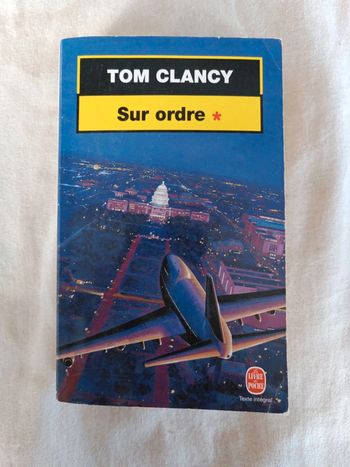 TOM CLANCY
Sur ordre *
LE LIVRE
DE POCHE
Texte intégral